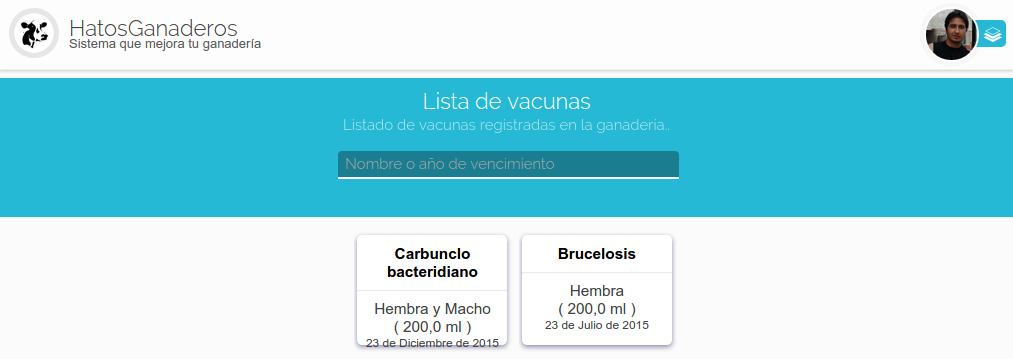 HatosGanaderos
Sistema que mejora tu ganadería
Lista de vacunas
Listado de vacunas registradas en la ganaderia..
Nombre o año de vencimiento
Carbunclo
bacteridiano
Hembra y Macho
( 200,0 ml )
23 de Diciembre de 2015
Brucelosis
Hembra
( 200,0 ml )
23 de Julio de 2015